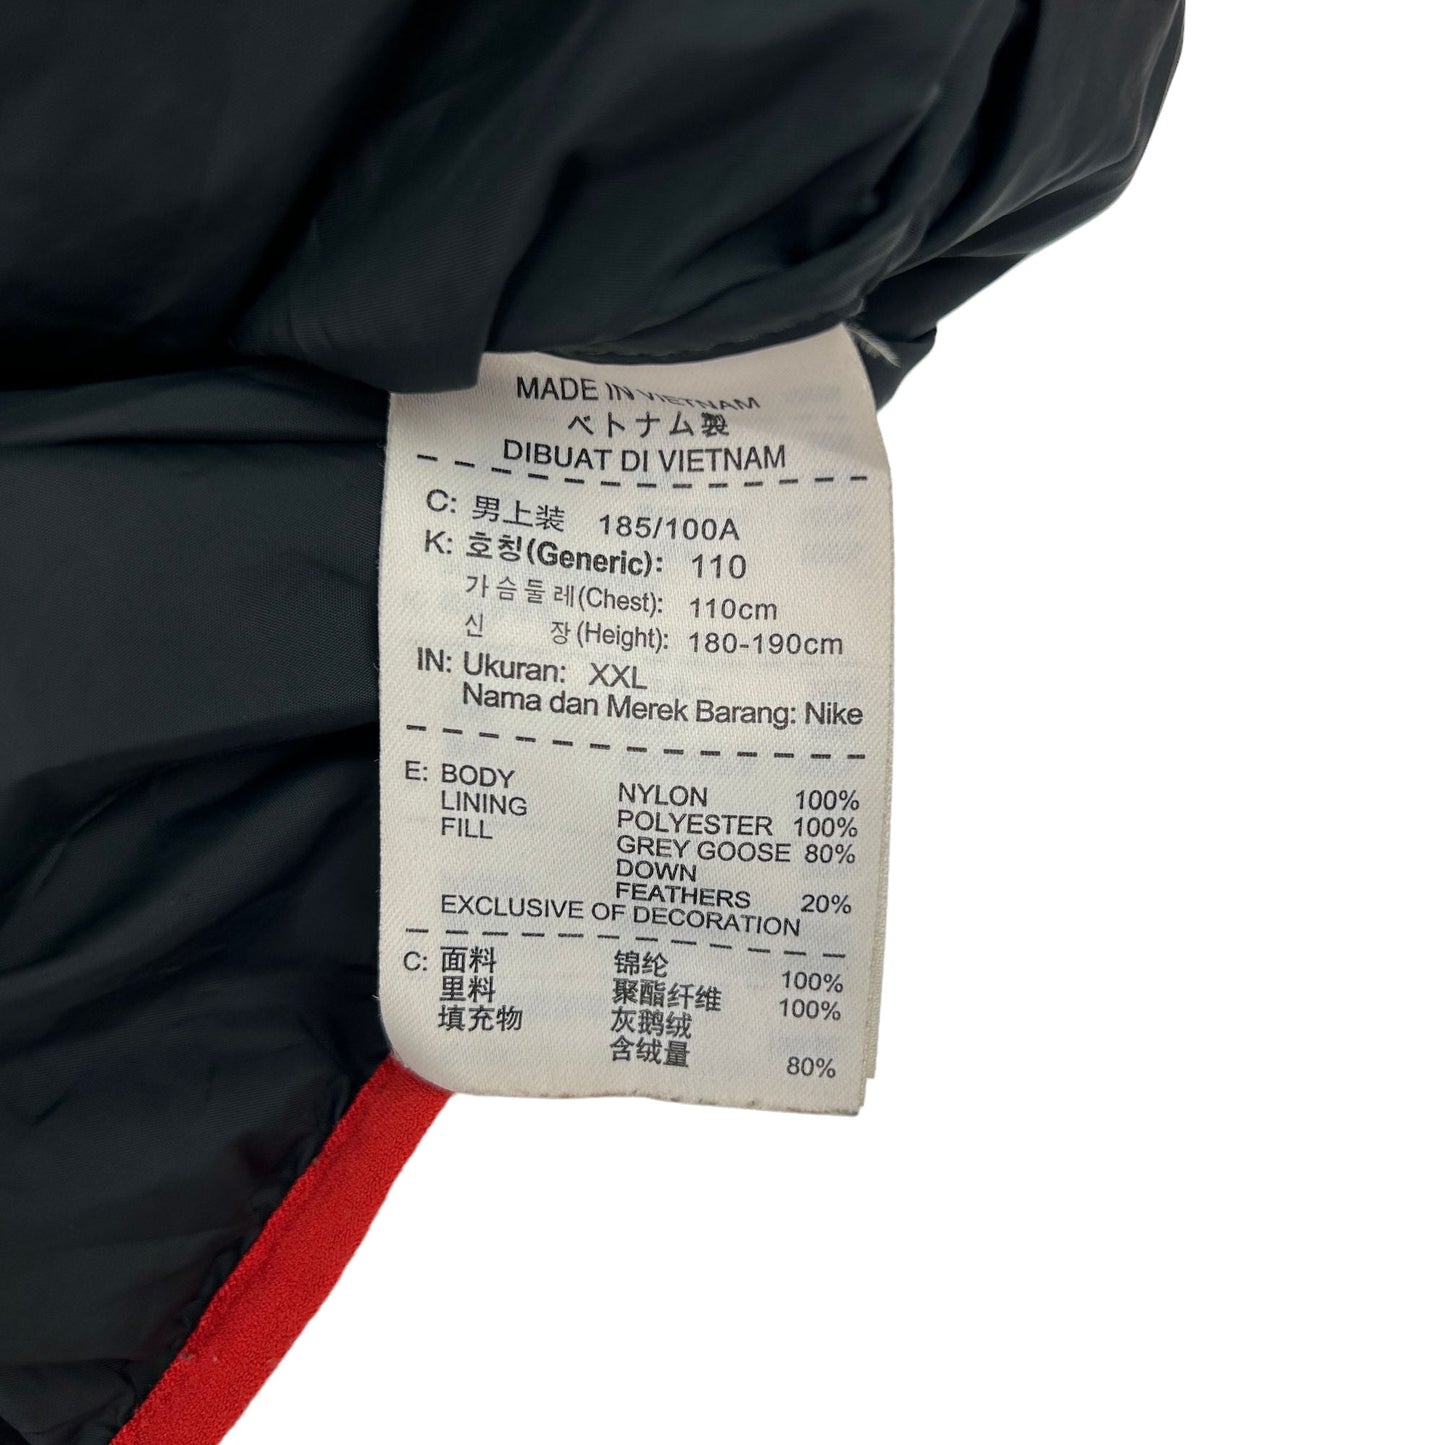 MADE IN VIETNAM
ベトナム製
DIBUAT DI VIETNAM
C: 男上装 185/100A
K: 호칭(Generic): 110
가슴둘레(Chest): 110cm
신 장(Height): 180-190cm
IN: Ukuran: XXL
Nama dan Merek Barang: Nike
E: BODY NYLON 100%
LINING POLYESTER 100%
FILL GREY GOOSE 80%
DOWN
FEATHERS 20%
EXCLUSIVE OF DECORATION
C: 面料 锦纶 100%
里料 聚酯纤维 100%
填充物 灰鹅绒
含绒量 80%